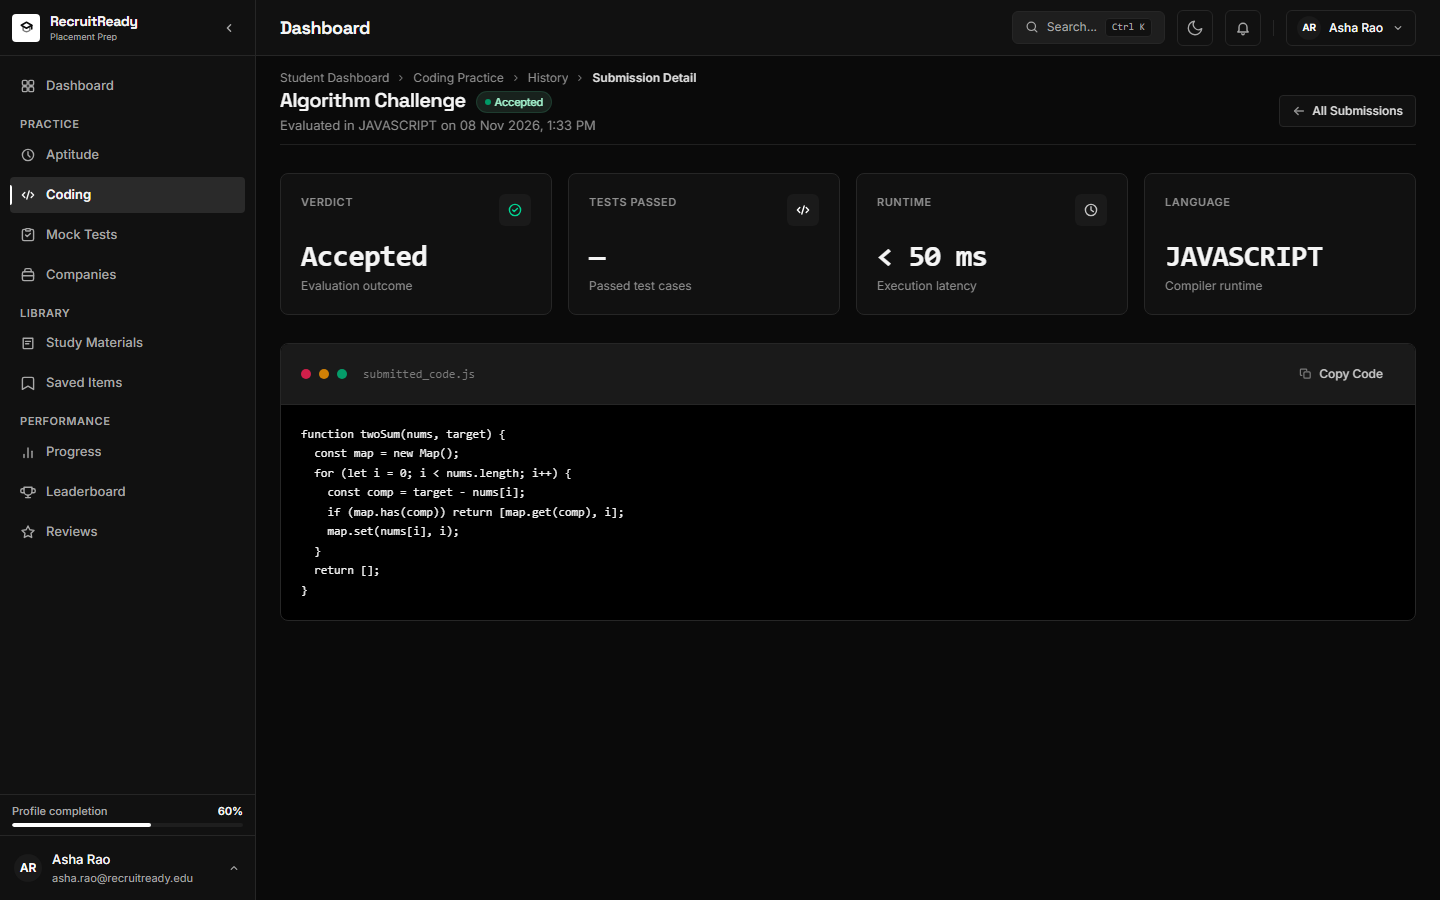 RecruitReady
Placement Prep
Dashboard
PRACTICE
Aptitude
Coding
Mock Tests
Companies
LIBRARY
Study Materials
Saved Items
PERFORMANCE
Progress
Leaderboard
Reviews
Profile completion 60%
AR Asha Rao
asha.rao@recruitready.edu
Dashboard
Search... Ctrl K
AR Asha Rao
Student Dashboard › Coding Practice › History › Submission Detail
Algorithm Challenge Accepted
Evaluated in JAVASCRIPT on 08 Nov 2026, 1:33 PM
← All Submissions
VERDICT
Accepted
Evaluation outcome
TESTS PASSED
—
Passed test cases
RUNTIME
< 50 ms
Execution latency
LANGUAGE
JAVASCRIPT
Compiler runtime
submitted_code.js
Copy Code
function twoSum(nums, target) {
  const map = new Map();
  for (let i = 0; i < nums.length; i++) {
    const comp = target - nums[i];
    if (map.has(comp)) return [map.get(comp), i];
    map.set(nums[i], i);
  }
  return [];
}